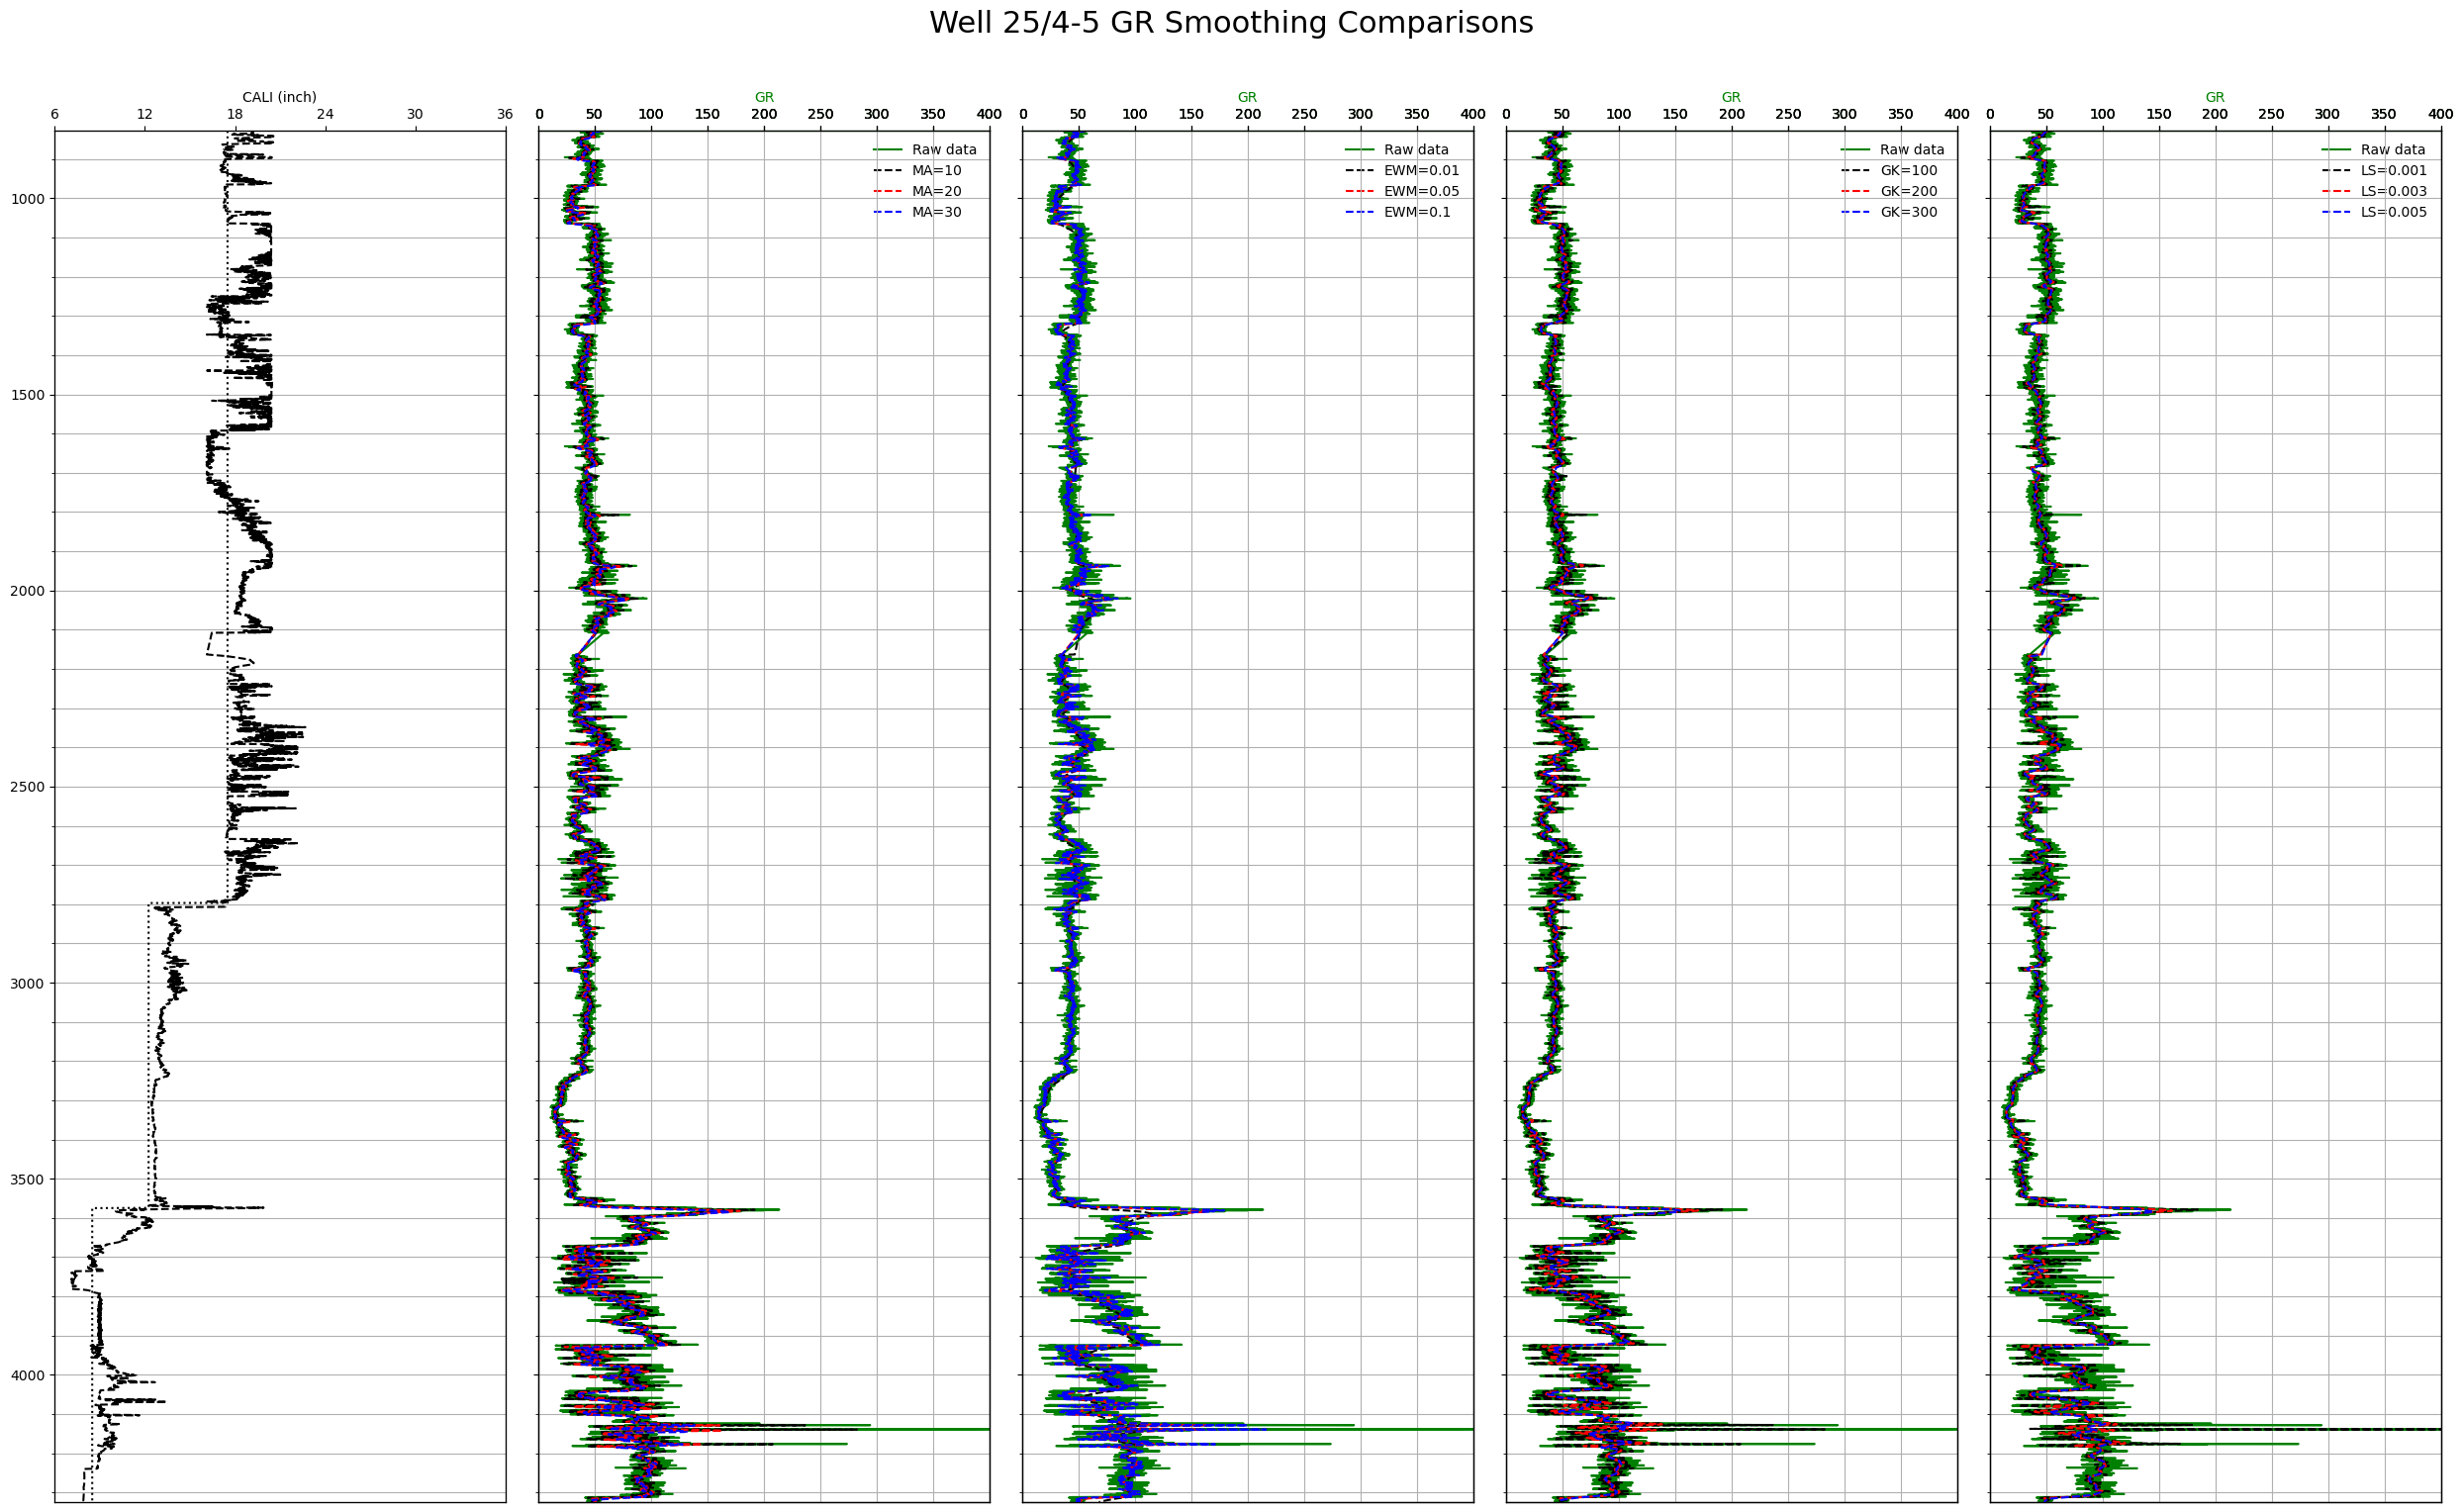 Well 25/4-5 GR Smoothing Comparisons
CALI (inch)
6 12 18 24 30 36
GR
0 50 100 150 200 250 300 350 400
GR
0 50 100 150 200 250 300 350 400
GR
0 50 100 150 200 250 300 350 400
GR
0 50 100 150 200 250 300 350 400
Raw data
MA=10
MA=20
MA=30
Raw data
EWM=0.01
EWM=0.05
EWM=0.1
Raw data
GK=100
GK=200
GK=300
Raw data
LS=0.001
LS=0.003
LS=0.005
1000
1500
2000
2500
3000
3500
4000